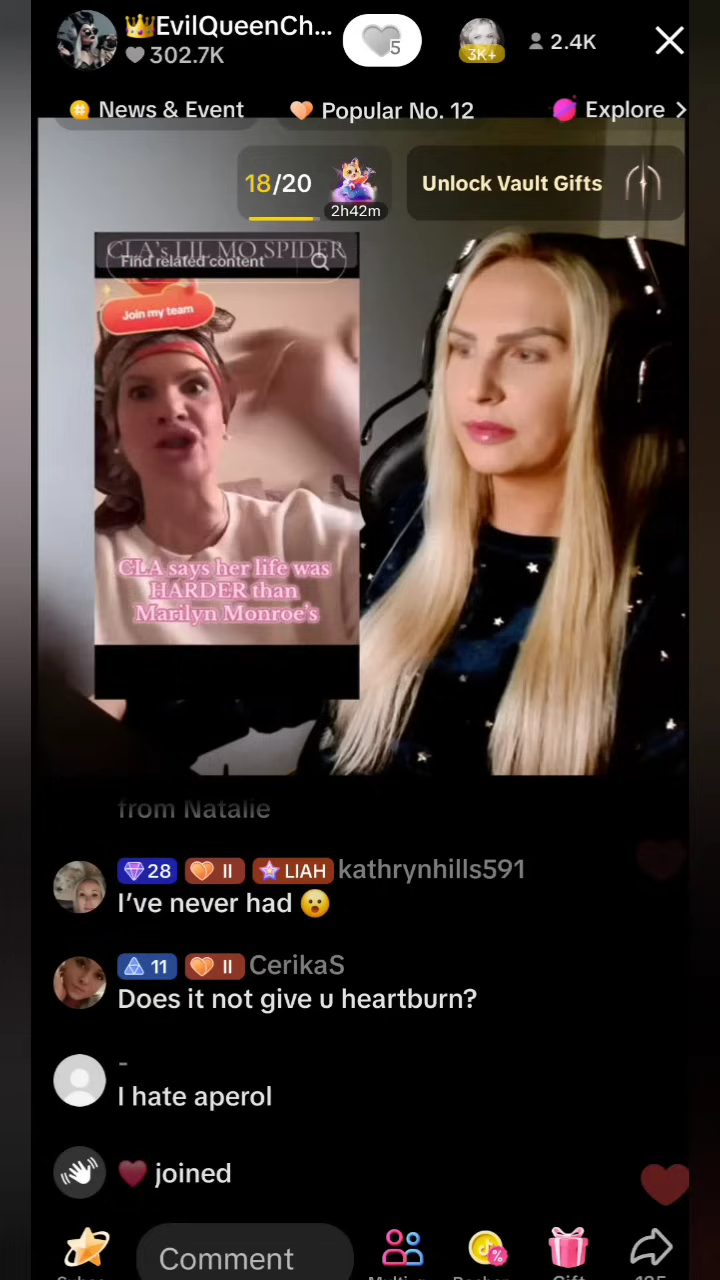 👑EvilQueenCh...
302.7K
5
3K+
2.4K
News & Event
Popular No. 12
Explore >
18/20
2h42m
Unlock Vault Gifts
CLA's LIL MO SPIDER
Find related content
Join my team
CLA says her life was
HARDER than
Marilyn Monroe's
from Natalie
28 II LIAH kathrynhills591
I've never had 😮
11 II CerikaS
Does it not give u heartburn?
-
I hate aperol
joined
Comment
Gift